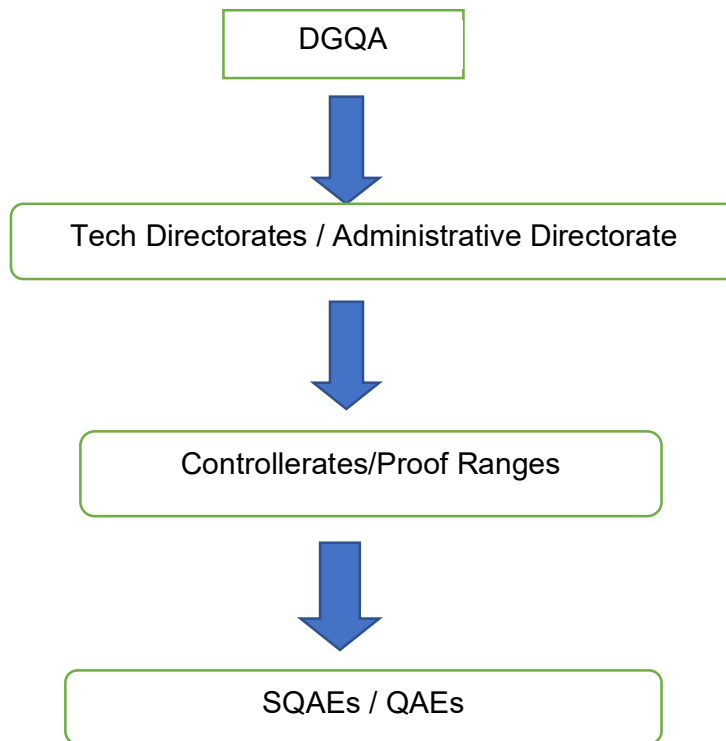 DGQA
Tech Directorates / Administrative Directorate
Controllerates/Proof Ranges
SQAEs / QAEs